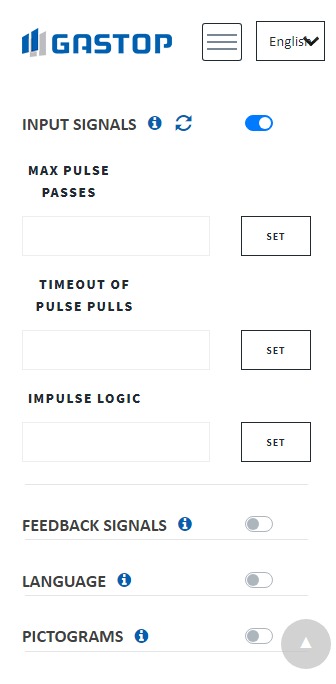 GASTOP
English
INPUT SIGNALS
MAX PULSE
PASSES
SET
TIMEOUT OF
PULSE PULLS
SET
IMPULSE LOGIC
SET
FEEDBACK SIGNALS
LANGUAGE
PICTOGRAMS